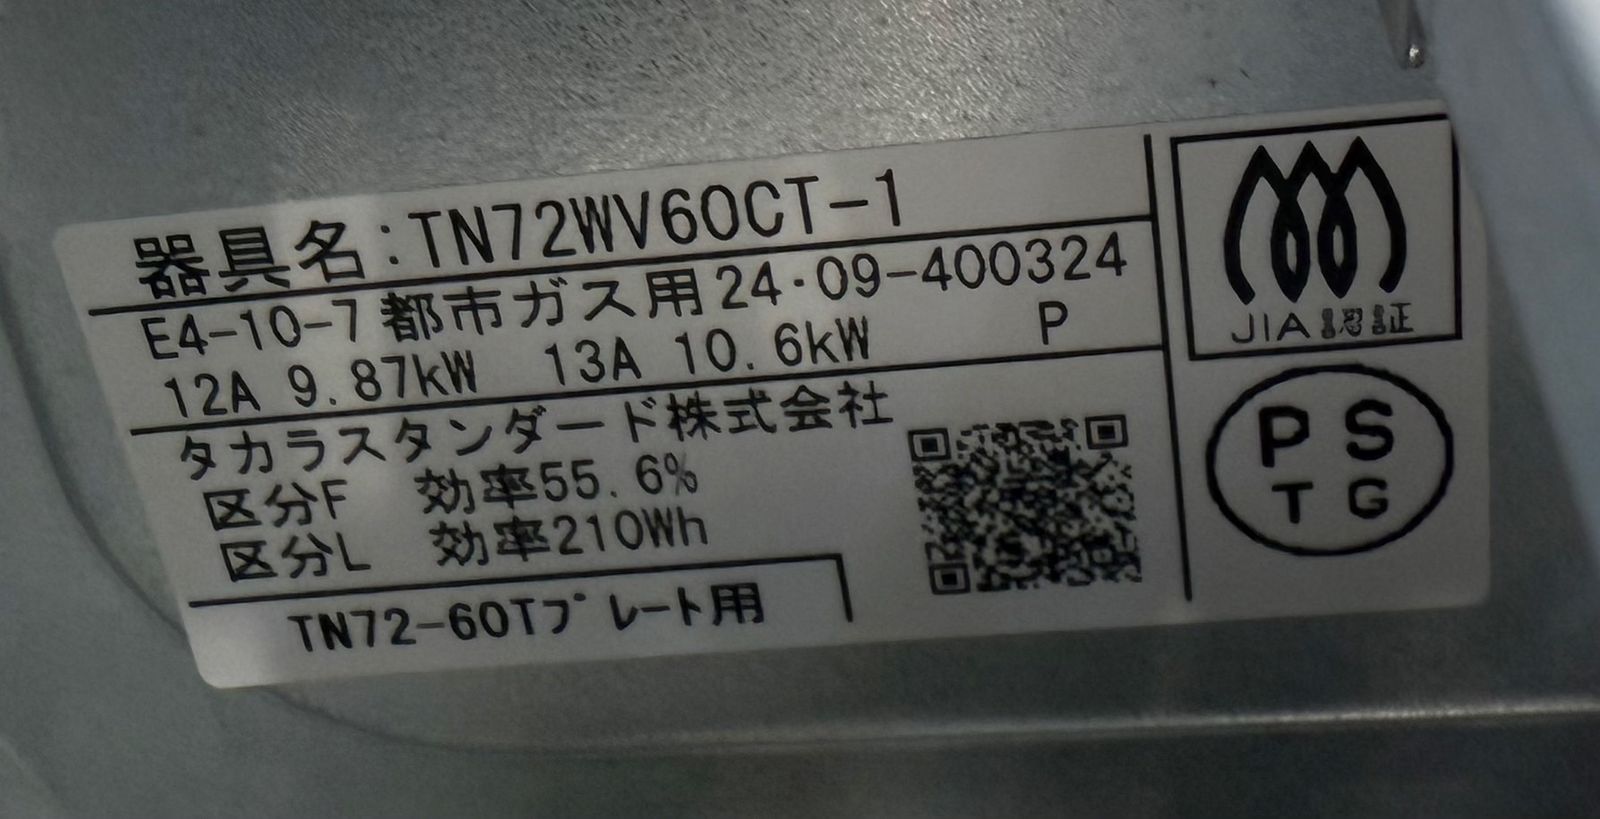 器具名:TN72WV60CT-1
E4-10-7 都市ガス用 24・09-400324
12A 9.87kW 13A 10.6kW P
タカラスタンダード株式会社
区分F 効率55.6%
区分L 効率210Wh
TN72-60Tプレート用
JIA認証
PS
TG